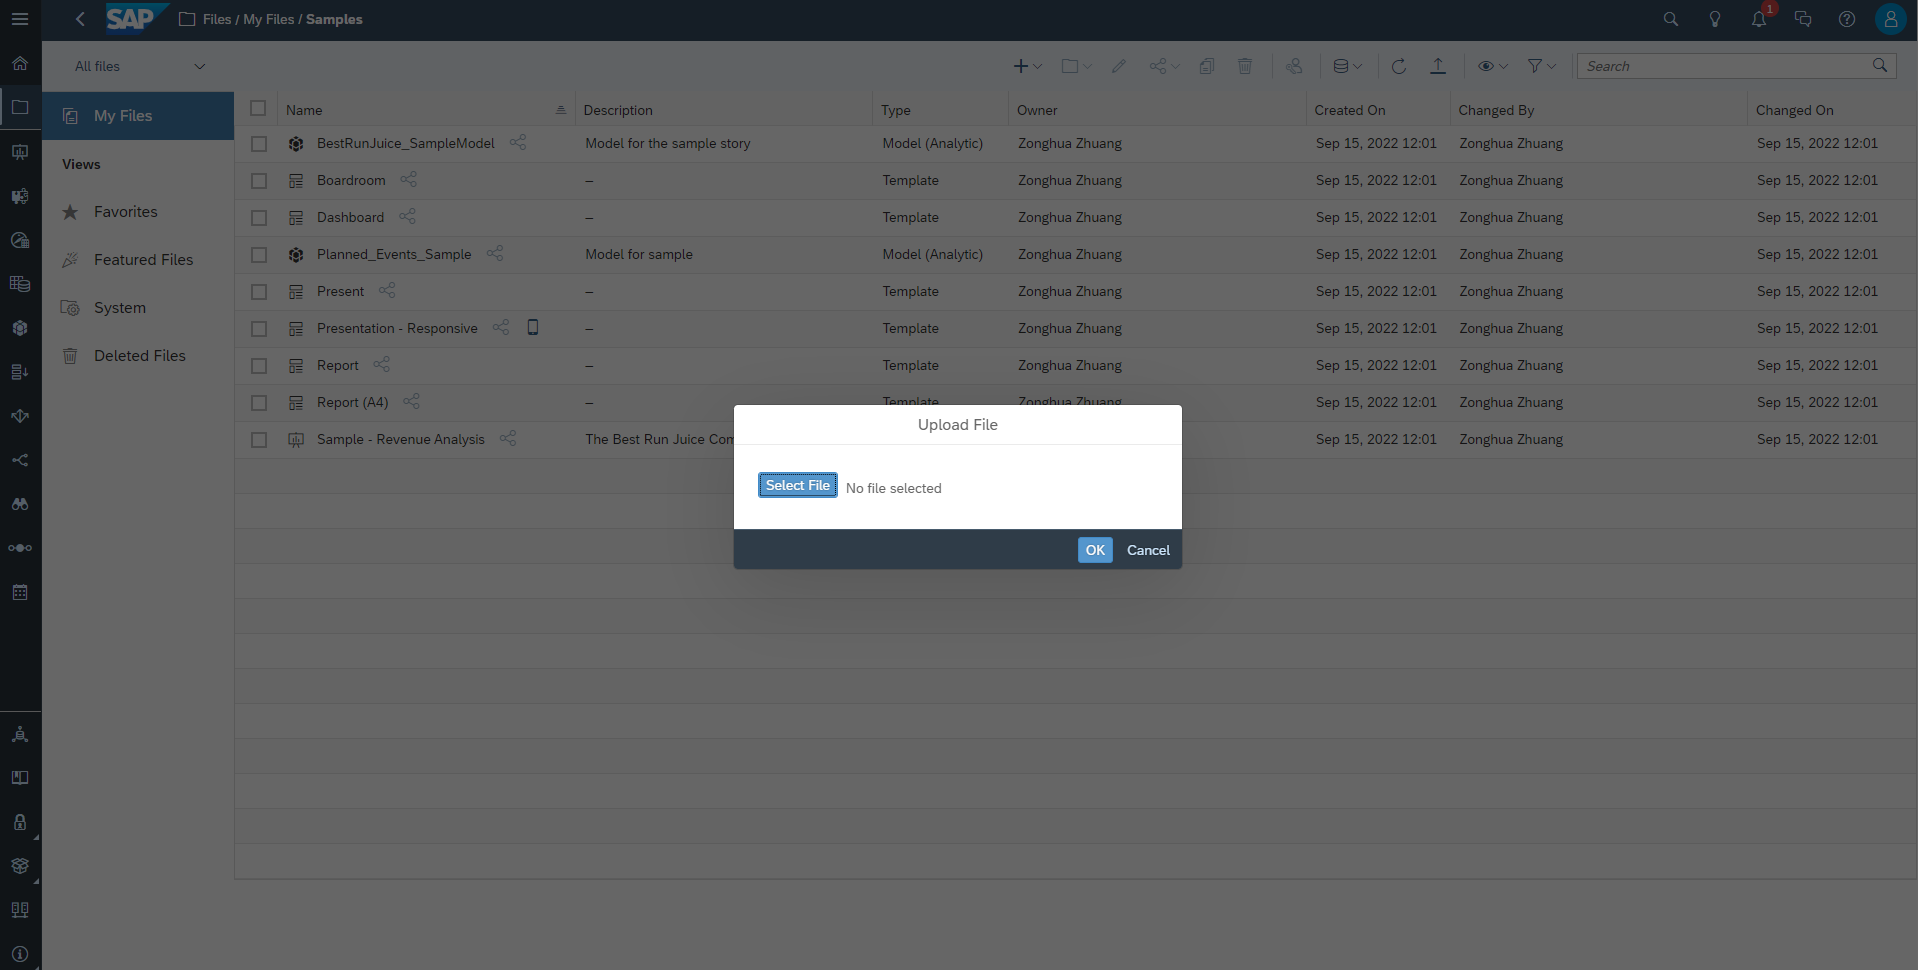 SAP
Files / My Files / Samples
1
All files
Search
My Files
Views
Favorites
Featured Files
System
Deleted Files
Name Description Type Owner Created On Changed By Changed On
BestRunJuice_SampleModel Model for the sample story Model (Analytic) Zonghua Zhuang Sep 15, 2022 12:01 Zonghua Zhuang Sep 15, 2022 12:01
Boardroom – Template Zonghua Zhuang Sep 15, 2022 12:01 Zonghua Zhuang Sep 15, 2022 12:01
Dashboard – Template Zonghua Zhuang Sep 15, 2022 12:01 Zonghua Zhuang Sep 15, 2022 12:01
Planned_Events_Sample Model for sample Model (Analytic) Zonghua Zhuang Sep 15, 2022 12:01 Zonghua Zhuang Sep 15, 2022 12:01
Present – Template Zonghua Zhuang Sep 15, 2022 12:01 Zonghua Zhuang Sep 15, 2022 12:01
Presentation - Responsive – Template Zonghua Zhuang Sep 15, 2022 12:01 Zonghua Zhuang Sep 15, 2022 12:01
Report – Template Zonghua Zhuang Sep 15, 2022 12:01 Zonghua Zhuang Sep 15, 2022 12:01
Report (A4) – Template Zonghua Zhuang Sep 15, 2022 12:01 Zonghua Zhuang Sep 15, 2022 12:01
Sample - Revenue Analysis The Best Run Juice Com Sep 15, 2022 12:01 Zonghua Zhuang Sep 15, 2022 12:01
Upload File
Select File No file selected
OK Cancel